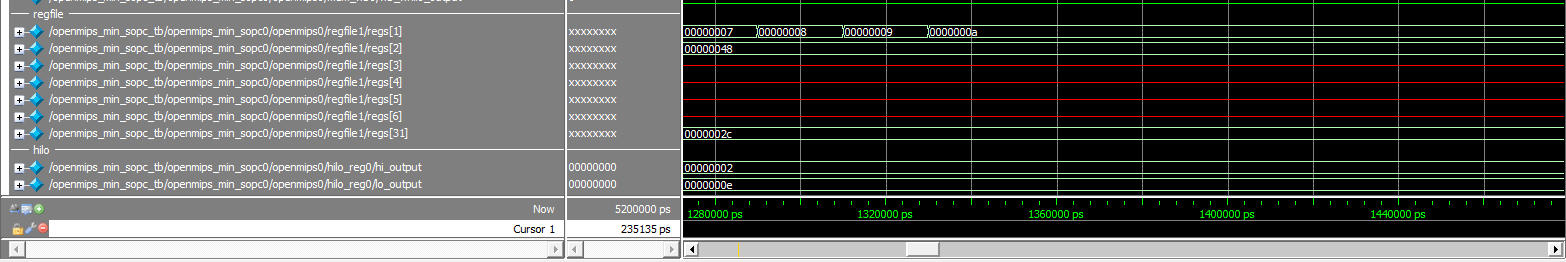 regfile
/openmips_min_sopc_tb/openmips_min_sopc0/openmips0/regfile1/regs[1] xxxxxxxx 00000007 00000008 00000009 0000000a
/openmips_min_sopc_tb/openmips_min_sopc0/openmips0/regfile1/regs[2] xxxxxxxx 00000048
/openmips_min_sopc_tb/openmips_min_sopc0/openmips0/regfile1/regs[3] xxxxxxxx
/openmips_min_sopc_tb/openmips_min_sopc0/openmips0/regfile1/regs[4] xxxxxxxx
/openmips_min_sopc_tb/openmips_min_sopc0/openmips0/regfile1/regs[5] xxxxxxxx
/openmips_min_sopc_tb/openmips_min_sopc0/openmips0/regfile1/regs[6] xxxxxxxx
/openmips_min_sopc_tb/openmips_min_sopc0/openmips0/regfile1/regs[31] xxxxxxxx 0000002c
hilo
/openmips_min_sopc_tb/openmips_min_sopc0/openmips0/hilo_reg0/hi_output 00000000 00000002
/openmips_min_sopc_tb/openmips_min_sopc0/openmips0/hilo_reg0/lo_output 00000000 0000000e
Now 5200000 ps 1280000 ps 1320000 ps 1360000 ps 1400000 ps 1440000 ps
Cursor 1 235135 ps